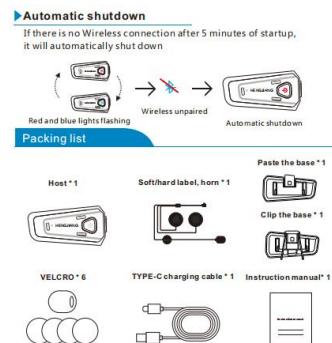 Automatic shutdown
If there is no Wireless connection after 5 minutes of startup,
it will automatically shut down
Wireless unpaired
Red and blue lights flashing
Automatic shutdown
Packing list
Paste the base * 1
Host * 1
Soft/hard label, horn * 1
Clip the base * 1
VELCRO * 6
TYPE-C charging cable * 1
Instruction manual* 1